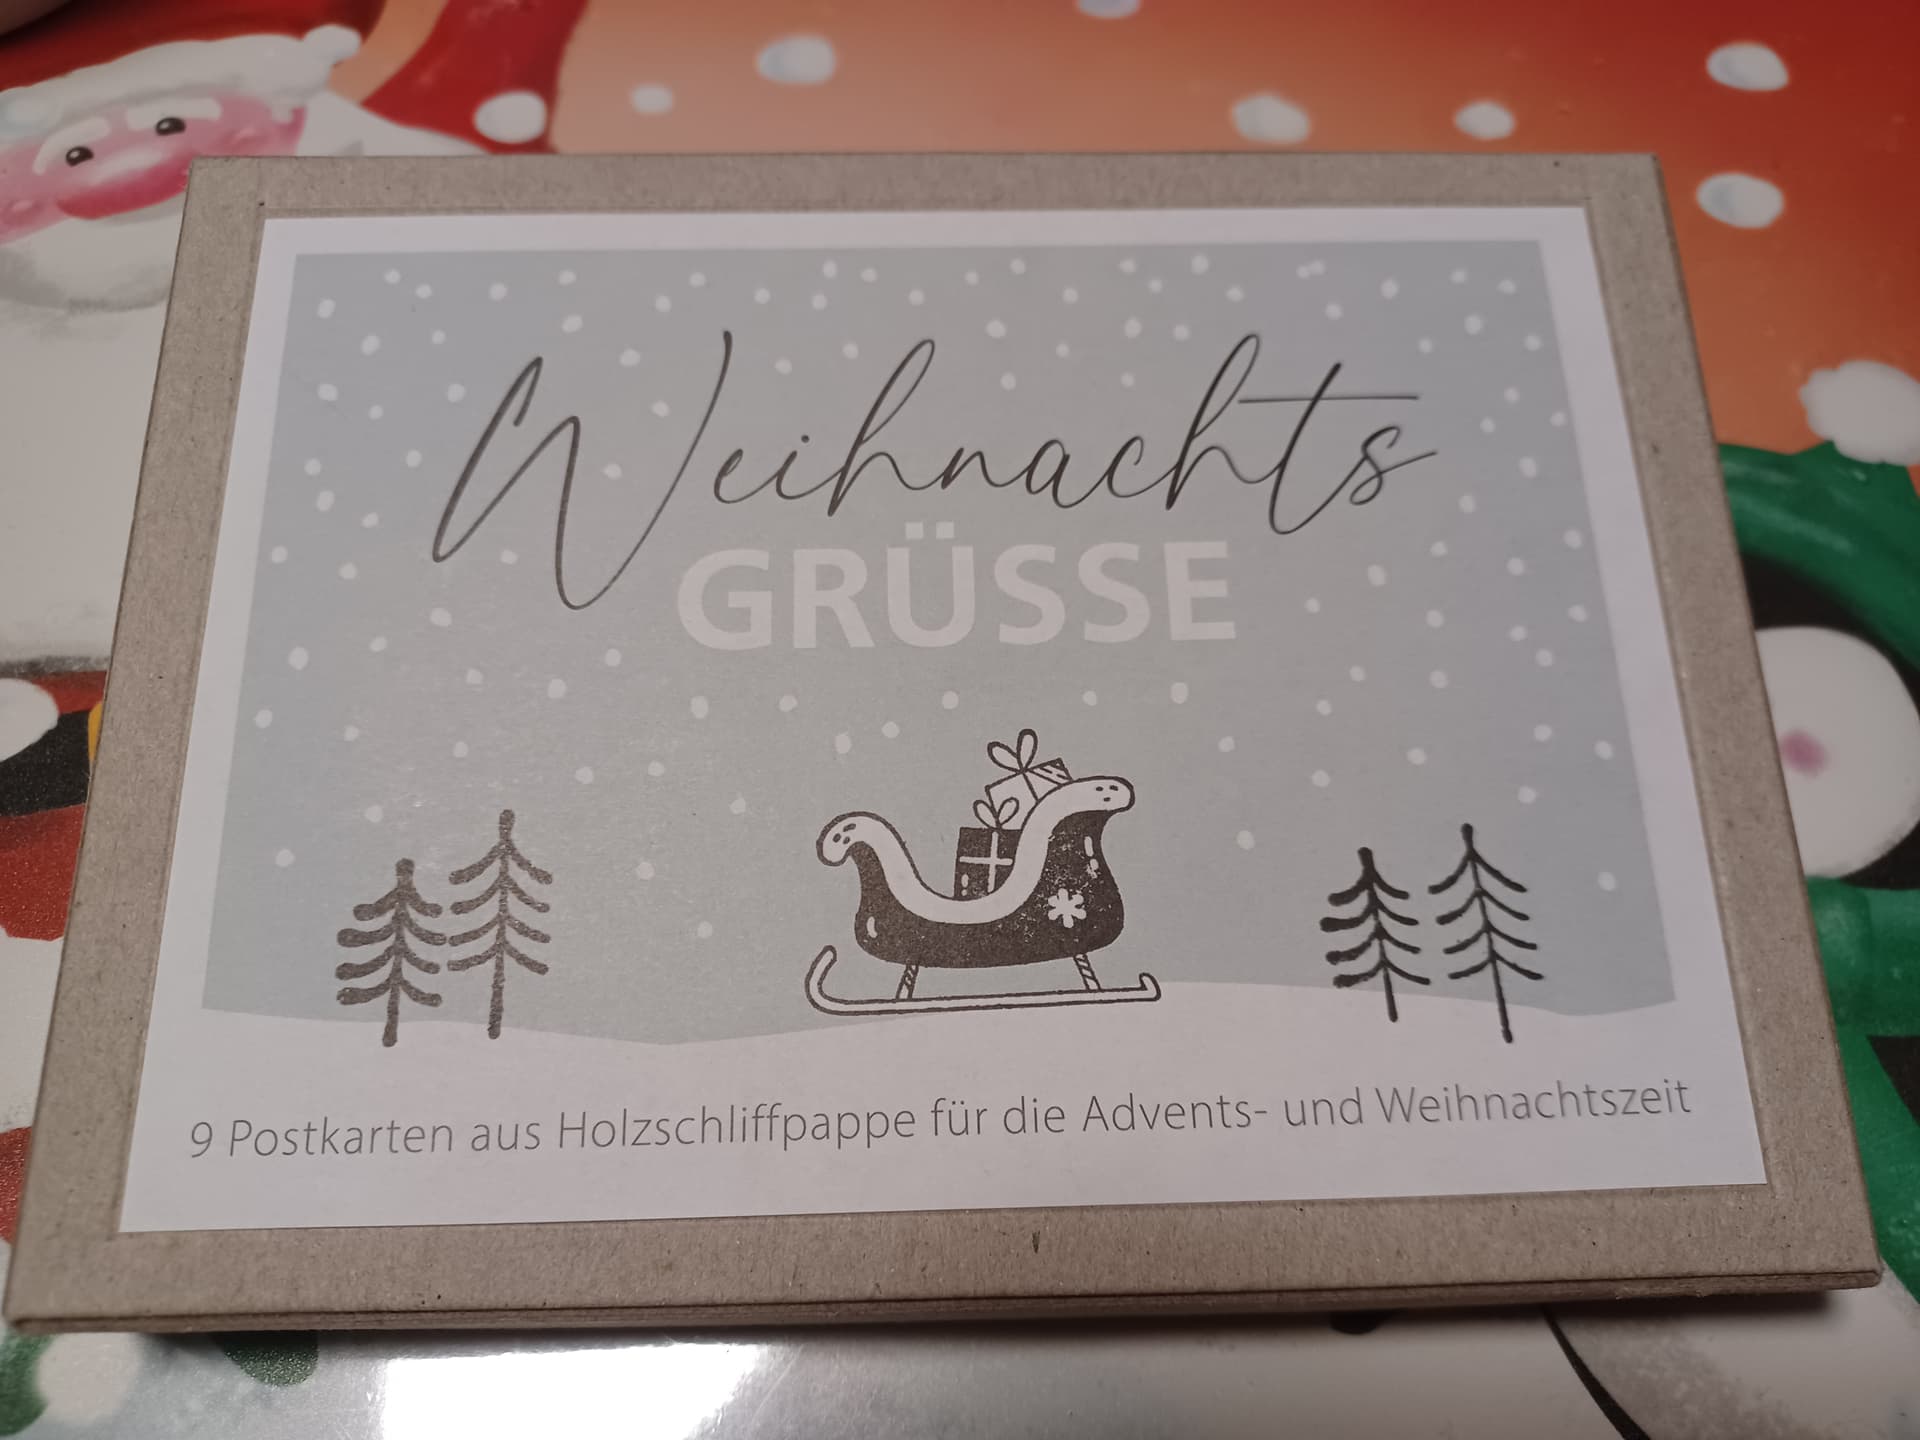 Weihnachts
GRÜSSE
9 Postkarten aus Holzschliffpappe für die Advents- und Weihnachtszeit